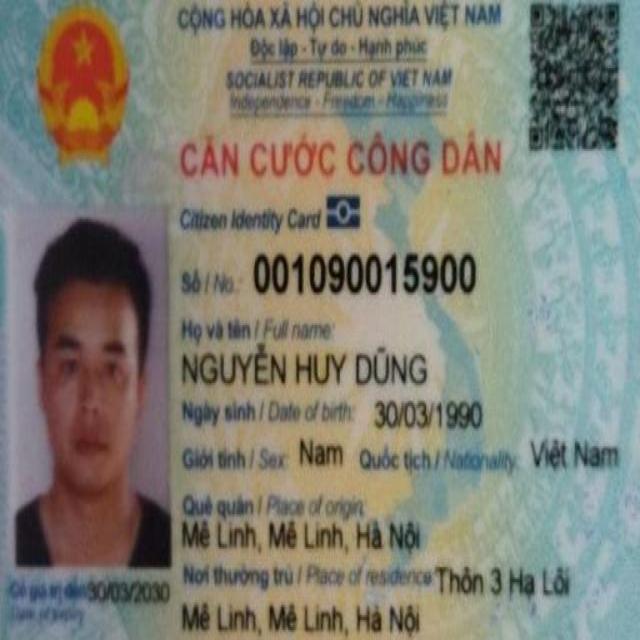 CỘNG HÒA XÃ HỘI CHỦ NGHĨA VIỆT NAM
Độc lập - Tự do - Hạnh phúc
SOCIALIST REPUBLIC OF VIET NAM
Independence - Freedom - Happiness
CĂN CƯỚC CÔNG DÂN
Citizen Identity Card
Số / No.: 001090015900
Họ và tên / Full name:
NGUYỄN HUY DŨNG
Ngày sinh / Date of birth: 30/03/1990
Giới tính / Sex: Nam Quốc tịch / Nationality: Việt Nam
Quê quán / Place of origin:
Mê Linh, Mê Linh, Hà Nội
Nơi thường trú / Place of residence: Thôn 3 Hạ Lôi
Mê Linh, Mê Linh, Hà Nội
Có giá trị đến: 30/03/2030
Date of expiry